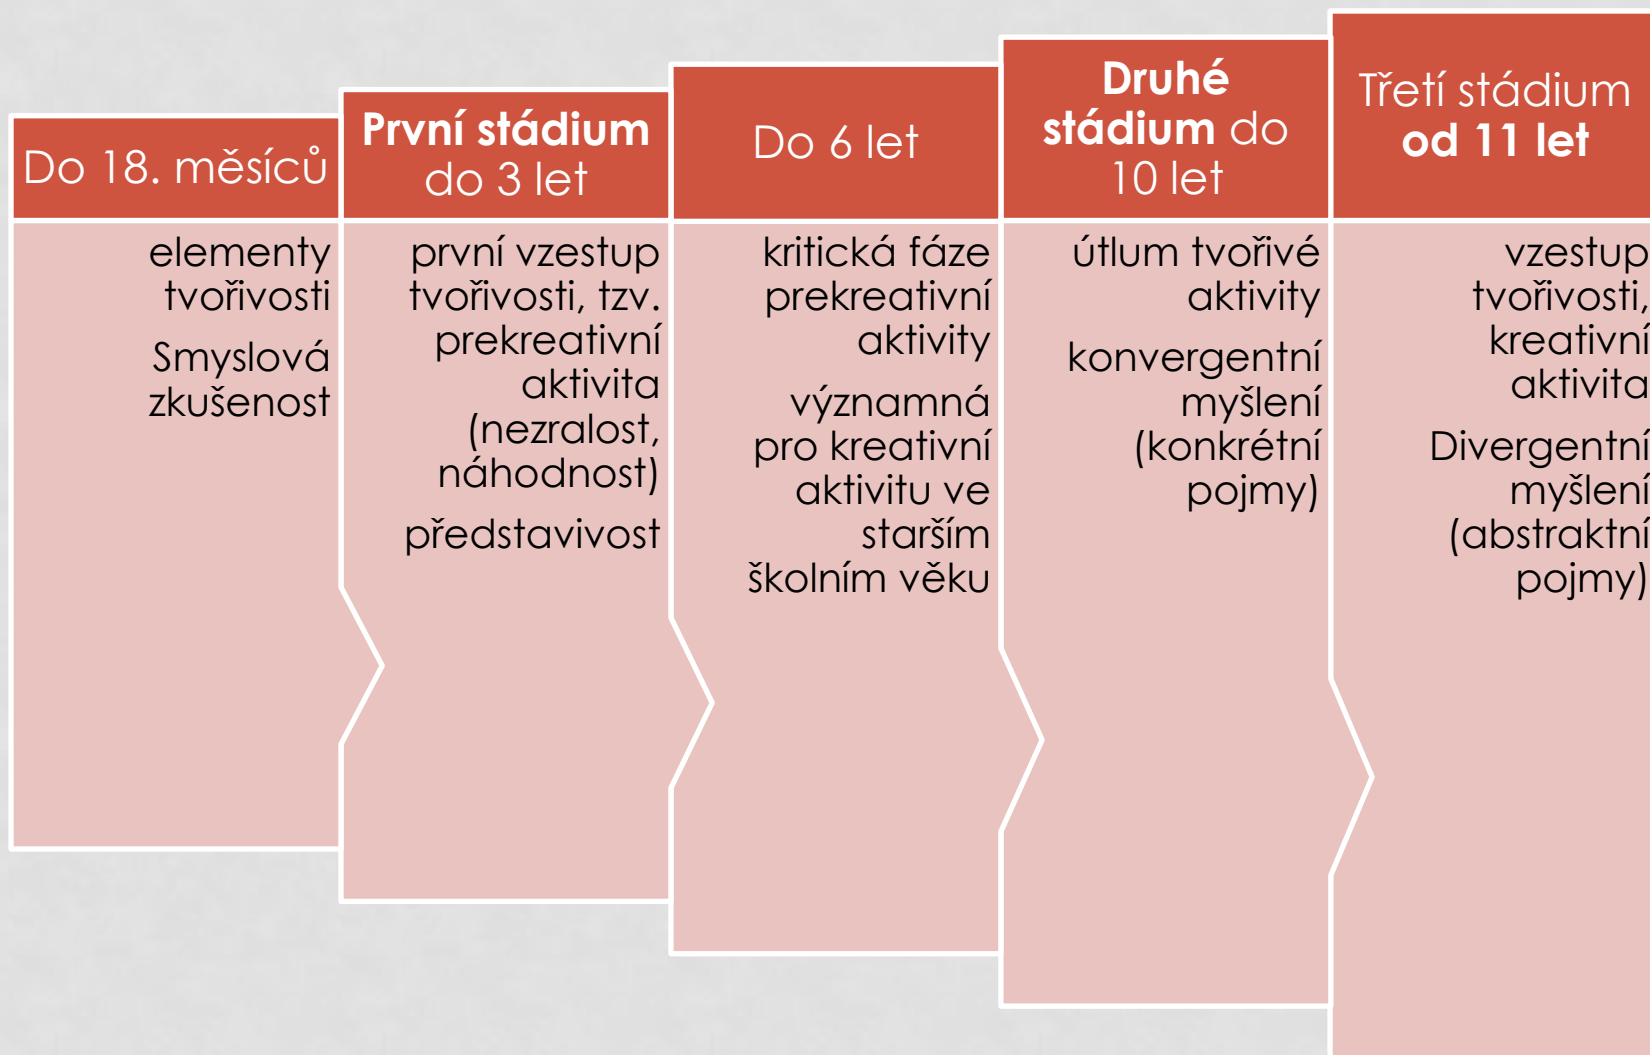 Do 18. měsíců
elementy
tvořivosti
Smyslová
zkušenost
První stádium
do 3 let
první vzestup
tvořivosti, tzv.
prekreativní
aktivita
(nezralost,
náhodnost)
představivost
Do 6 let
kritická fáze
prekreativní
aktivity
významná
pro kreativní
aktivitu ve
starším
školním věku
Druhé
stádium do
10 let
útlum tvořivé
aktivity
konvergentní
myšlení
(konkrétní
pojmy)
Třetí stádium
od 11 let
vzestup
tvořivosti,
kreativní
aktivita
Divergentní
myšlení
(abstraktní
pojmy)